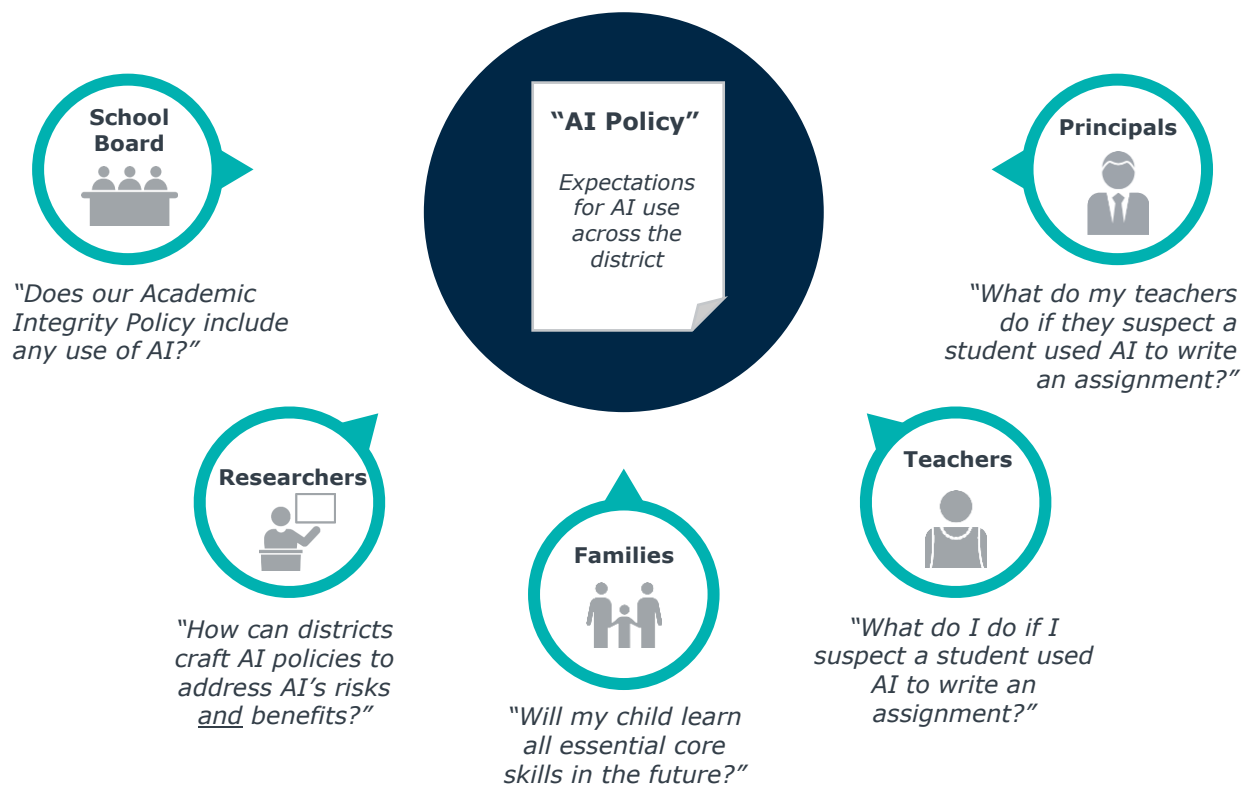 School
Board
"Does our Academic
Integrity Policy include
any use of AI?"
“AI Policy”
Expectations
for AI use
across the
district
Principals
“What do my teachers
do if they suspect a
student used AI to write
an assignment?”
Researchers
“How can districts
craft AI policies to
address AI’s risks
and benefits?”
Families
“Will my child learn
all essential core
skills in the future?”
Teachers
“What do I do if I
suspect a student used
AI to write an
assignment?”